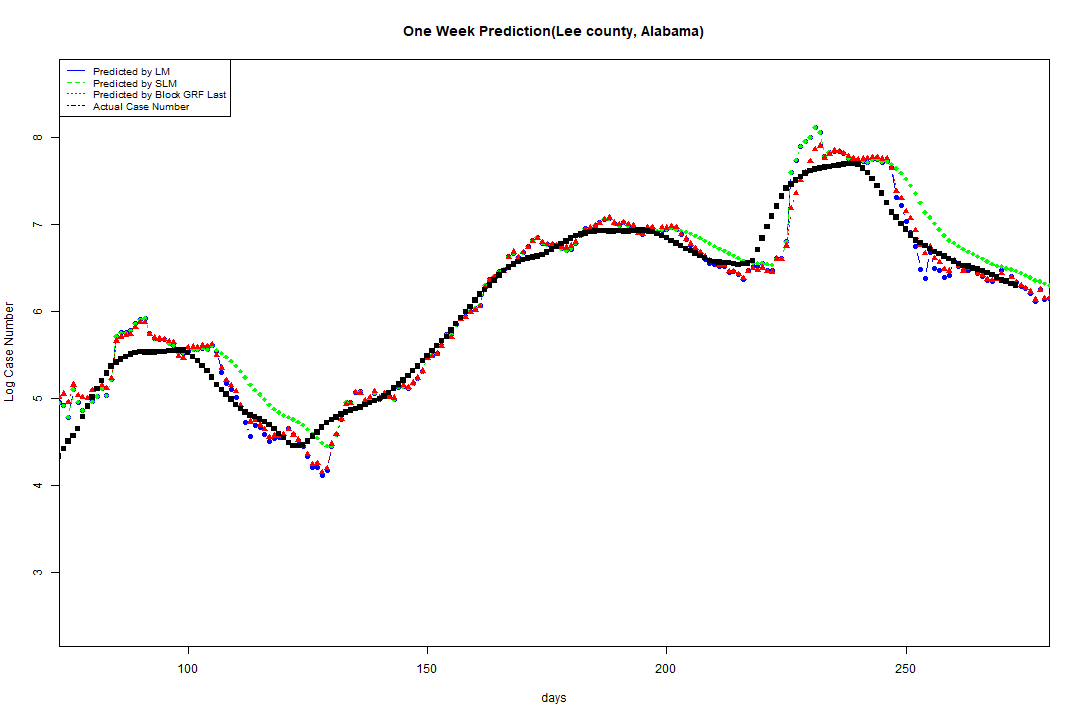 One Week Prediction(Lee county, Alabama)
Predicted by LM
Predicted by SLM
Predicted by Block GRF Last
Actual Case Number
8
7
6
5
4
3
Log Case Number
100 150 200 250
days